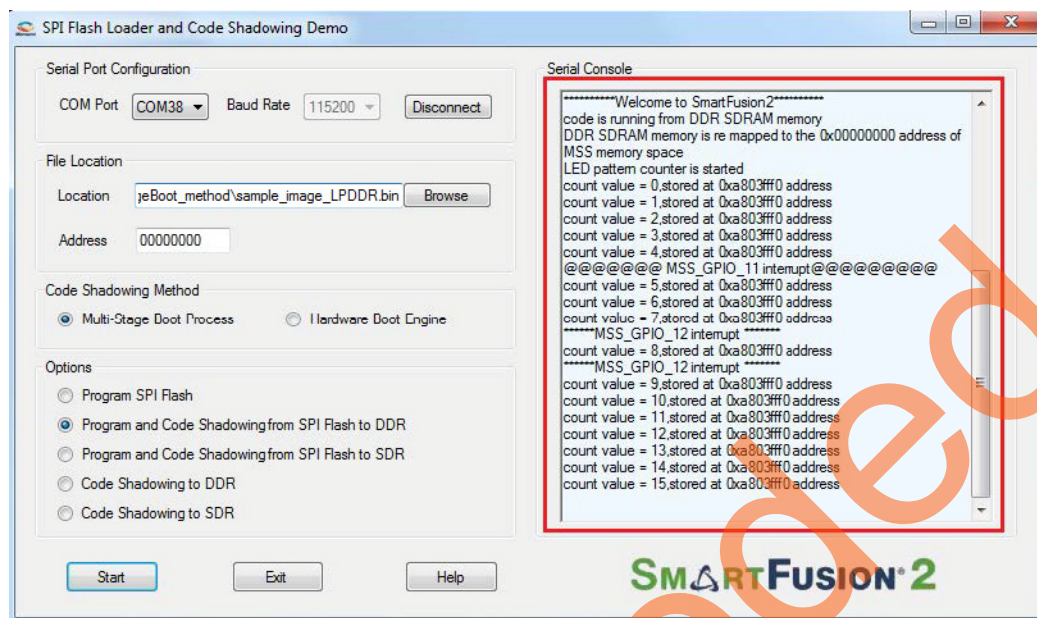 SPI Flash Loader and Code Shadowing Demo
Serial Port Configuration
COM Port COM38 Baud Rate 115200 Disconnect
File Location
Location jeBoot_method\sample_image_LPDDR.bin Browse
Address 00000000
Code Shadowing Method
Multi-Stage Boot Process Hardware Boot Engine
Options
Program SPI Flash
Program and Code Shadowing from SPI Flash to DDR
Program and Code Shadowing from SPI Flash to SDR
Code Shadowing to DDR
Code Shadowing to SDR
Start Exit Help
Serial Console
**********Welcome to SmartFusion2**********
code is running from DDR SDRAM memory
DDR SDRAM memory is re mapped to the 0x00000000 address of
MSS memory space
LED pattern counter is started
count value = 0,stored at 0xa803fff0 address
count value = 1,stored at 0xa803fff0 address
count value = 2,stored at 0xa803fff0 address
count value = 3,stored at 0xa803fff0 address
count value = 4,stored at 0xa803fff0 address
@@@@@@@ MSS_GPIO_11 interrupt@@@@@@@@@
count value = 5,stored at 0xa803fff0 address
count value = 6,stored at 0xa803fff0 address
count value = 7,stored at 0xa803fff0 address
******MSS_GPIO_12 interrupt *******
count value = 8,stored at 0xa803fff0 address
******MSS_GPIO_12 interrupt *******
count value = 9,stored at 0xa803fff0 address
count value = 10,stored at 0xa803fff0 address
count value = 11,stored at 0xa803fff0 address
count value = 12,stored at 0xa803fff0 address
count value = 13,stored at 0xa803fff0 address
count value = 14,stored at 0xa803fff0 address
count value = 15,stored at 0xa803fff0 address
SMARTFUSION® 2
ded